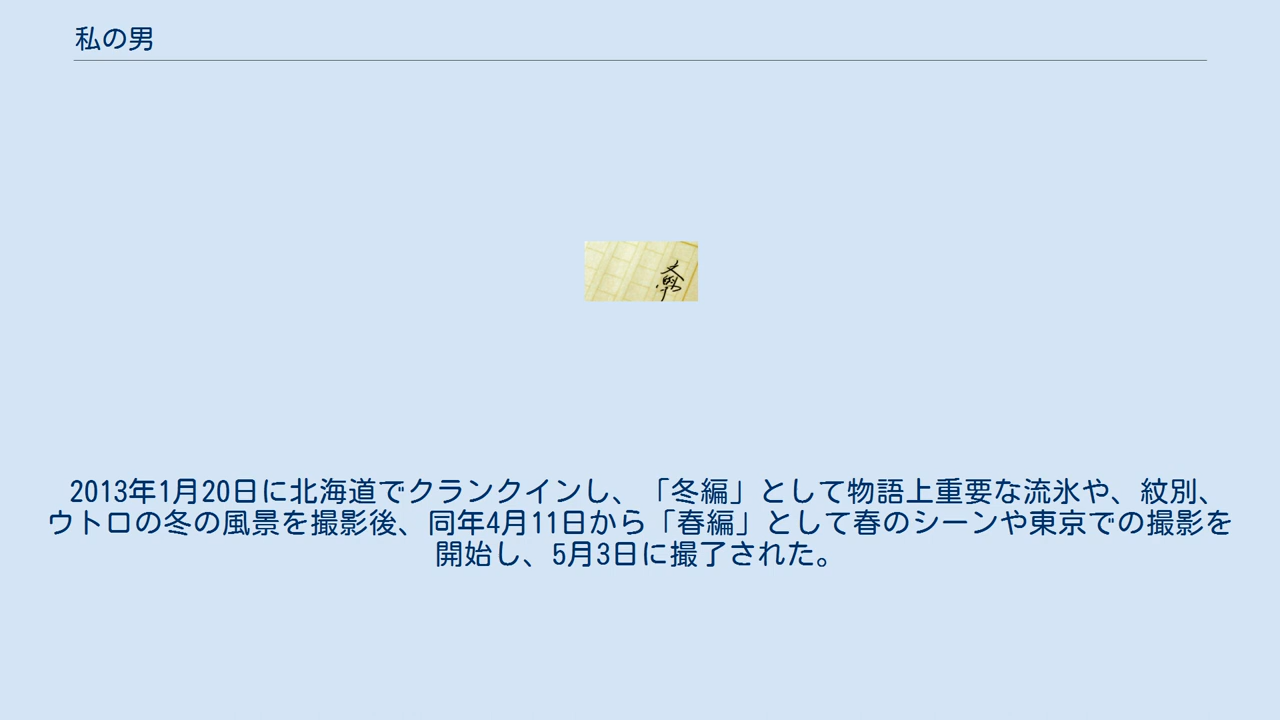 私の男
2013年1月20日に北海道でクランクインし、「冬編」として物語上重要な流氷や、紋別、
ウトロの冬の風景を撮影後、同年4月11日から「春編」として春のシーンや東京での撮影を
開始し、5月3日に撮了された。